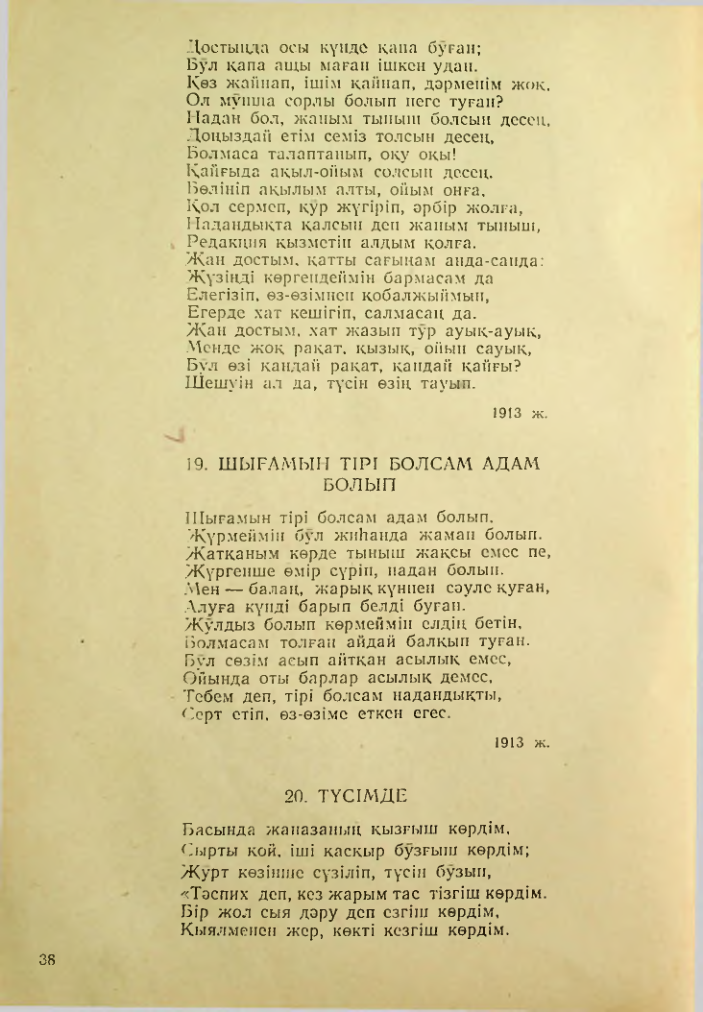 Достыңда осы күнде қапа буған;
Бұл қапа ащы маған ішкен удан.
Көз жайнап, ішім қайнап, дәрменім жоқ,
Ол мұнша сорлы болып неге туған?
Надан бол, жаным тыныш болсын десең,
Доңыздай етім семіз толсын десең,
Болмаса талаптанып, оқу оқы!
Қайғыда ақыл-ойым солсын десең.
Бөлініп ақылым алты, ойым онға,
Қол сермеп, құр жүгіріп, әрбір жолға,
Надандықта қалсын деп жаным тыныш,
Редакция қызметін алдым қолға.
Жан достым, қатты сағынам анда-санда:
Жүзіңді көргендеймін бармасам да
Елегізіп, өз-өзімнен қобалжыймын,
Егерде хат кешігіп, салмасаң да.
Жан достым, хат жазып тұр ауық-ауық,
Менде жоқ рақат, қызық, ойын сауық,
Бұл өзі қандай рақат, қандай қайғы?
Шешуін ал да, түсін өзің тауып.
1913 ж.
19. ШЫҒАМЫН ТІРІ БОЛСАМ АДАМ
БОЛЫП
Шығамын тірі болсам адам болып,
Жүрмеймін бұл жиһанда жаман болып.
Жатқаным көрде тыныш жақсы емес пе,
Жүргенше өмір сүріп, надан болып.
Мен — балаң, жарық күннен сәуле қуған,
Алуға күнді барып белді буған.
Жұлдыз болып көрмеймін елдің бетін,
Болмасам толған айдай балқып туған.
Бұл сөзім асып айтқан асылық емес,
Ойында оты барлар асылық демес,
Тебем деп, тірі болсам надандықты,
Серт етіп, өз-өзіме еткен егес.
1913 ж.
20. ТҮСІМДЕ
Басында жаназаның қызғыш көрдім,
Сырты қой, іші қасқыр бұзғыш көрдім;
Жұрт көзінше сүзіліп, түсін бұзып,
«Тәспих деп, кез жарым тас тізгіш көрдім.
Бір жол сыя дәру деп езгіш көрдім,
Қыялменен жер, көкті кезгіш көрдім.
38